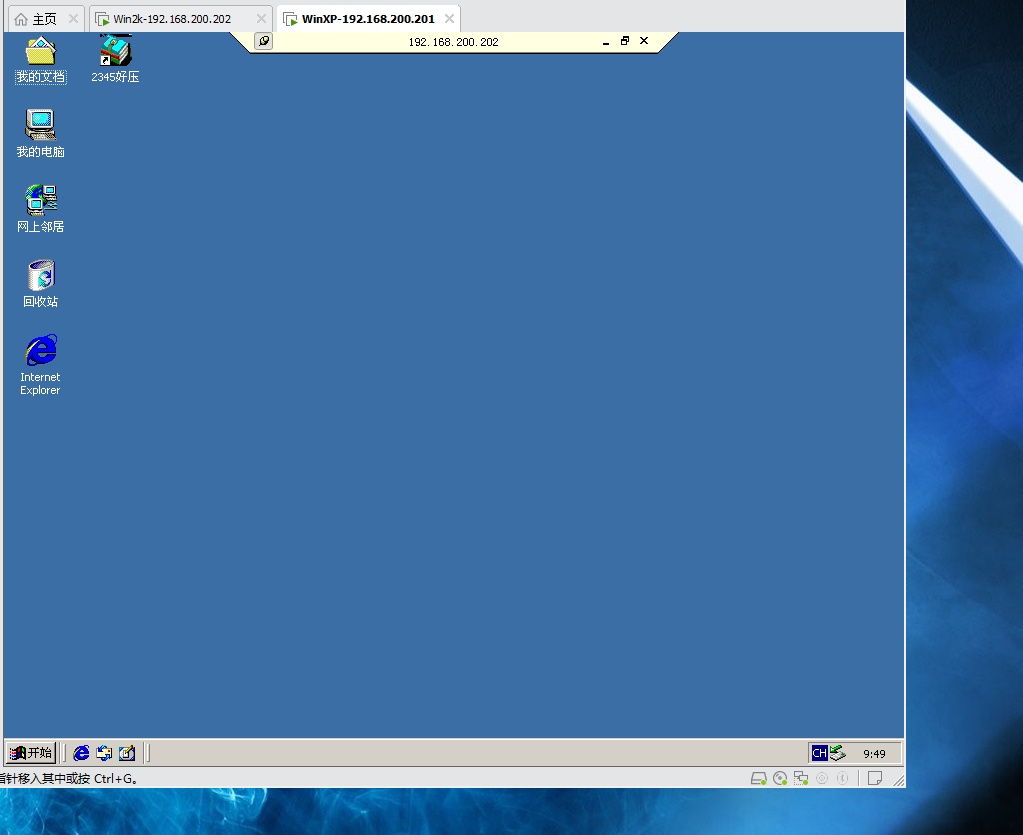 主页
Win2k-192.168.200.202
WinXP-192.168.200.201
192.168.200.202
我的文档
2345好压
我的电脑
网上邻居
回收站
Internet
Explorer
开始
CH
9:49
指针移入其中或按 Ctrl+G。